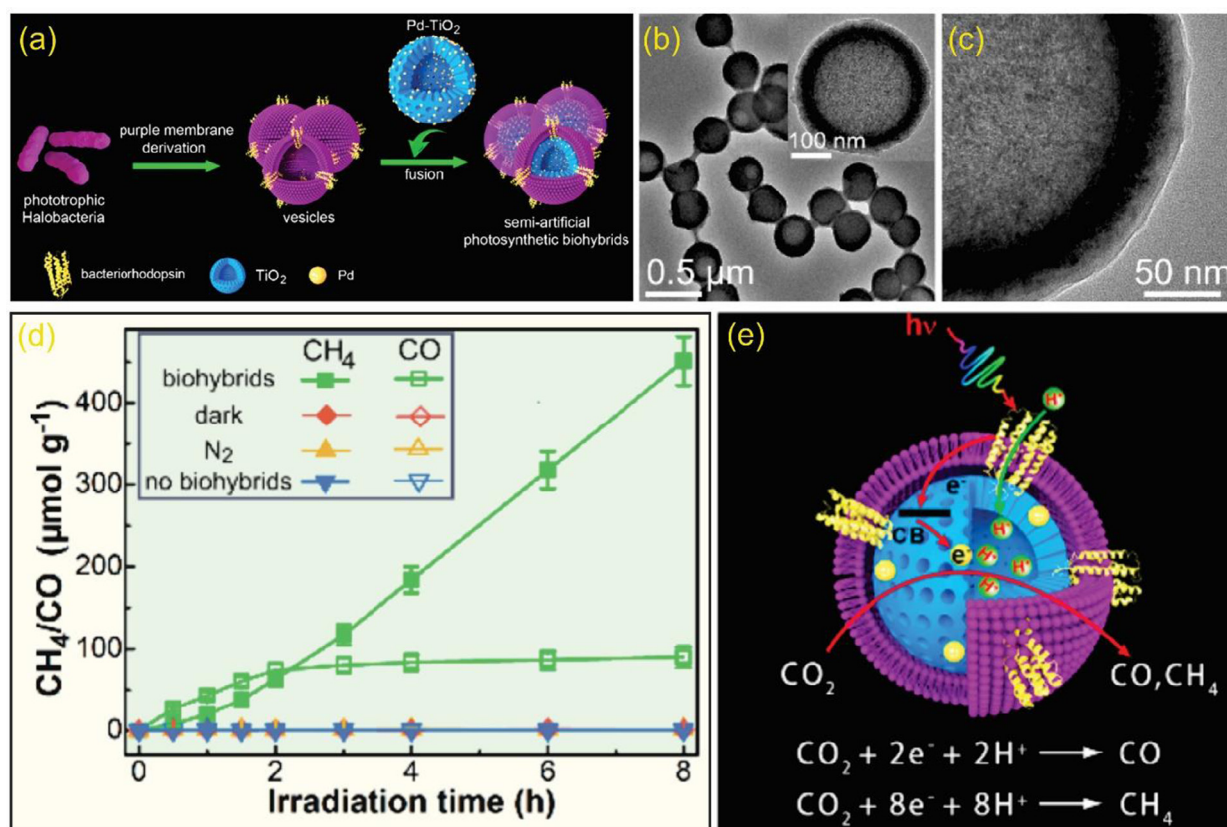 (a)
Pd-TiO₂
purple membrane
derivation
fusion
phototrophic
Halobacteria
vesicles
semi-artificial
photosynthetic biohybrids
bacteriorhodopsin
TiO₂
Pd
(b)
100 nm
0.5 µm
(c)
50 nm
(d)
CH₄ CO
biohybrids
dark
N₂
no biohybrids
CH₄/CO (µmol g⁻¹)
400
300
200
100
0
0 2 4 6 8
Irradiation time (h)
(e)
hν
H⁺
e⁻
CB
H⁺
e⁻
H⁺
H⁺
H⁺
CO₂
CO,CH₄
CO₂ + 2e⁻ + 2H⁺ → CO
CO₂ + 8e⁻ + 8H⁺ → CH₄